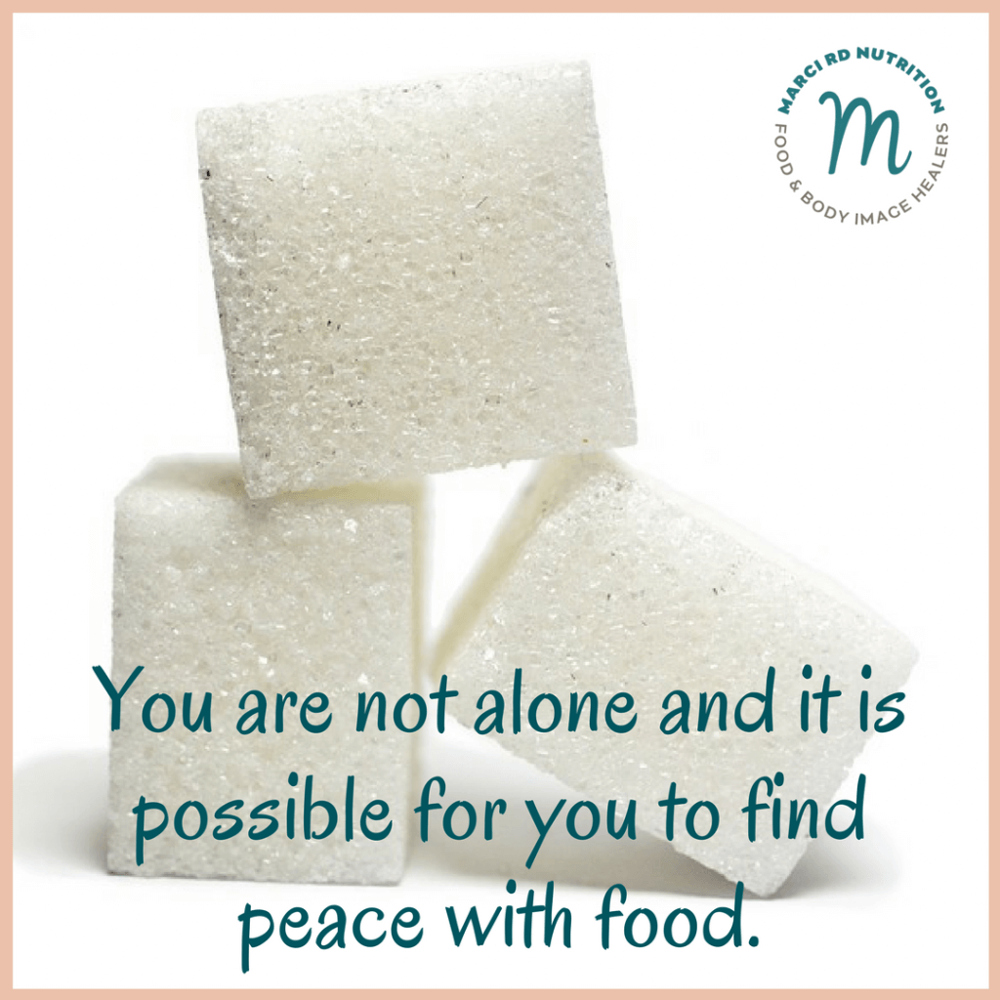 MARCI RD NUTRITION
M
FOOD & BODY IMAGE HEALERS
You are not alone and it is
possible for you to find
peace with food.